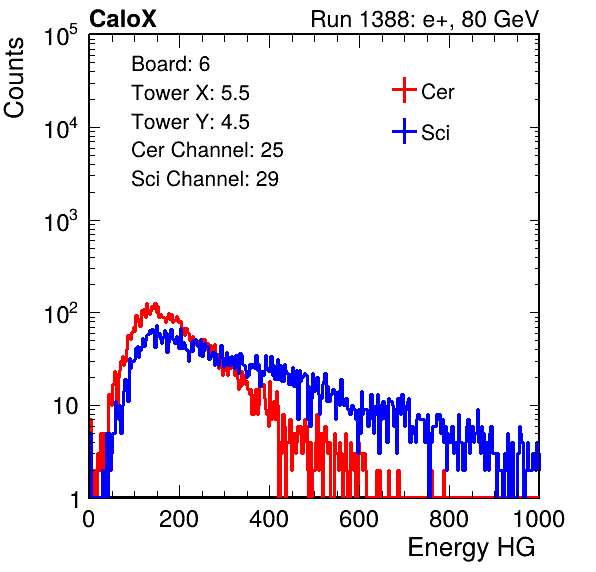 CaloX Run 1388: e+, 80 GeV
Board: 6
Tower X: 5.5
Tower Y: 4.5
Cer Channel: 25
Sci Channel: 29
Cer
Sci
Counts
10^5
10^4
10^3
10^2
10
1
0 200 400 600 800 1000
Energy HG